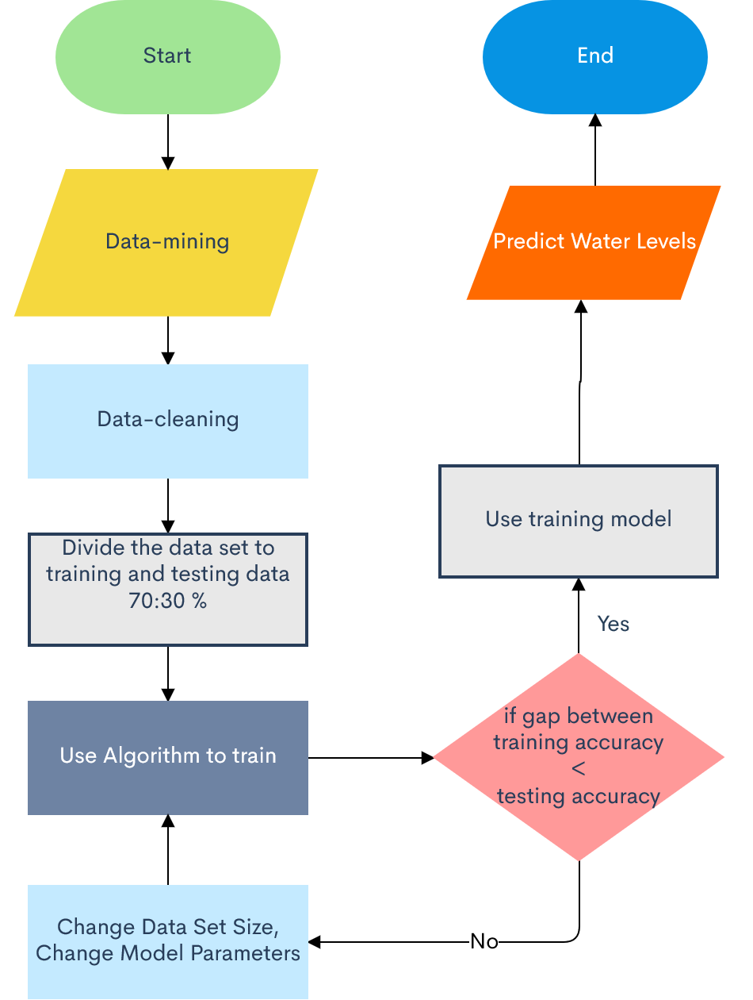 Start
Data-mining
Data-cleaning
Divide the data set to
training and testing data
70:30 %
Use Algorithm to train
Change Data Set Size,
Change Model Parameters
No
if gap between
training accuracy
<
testing accuracy
Yes
Use training model
Predict Water Levels
End